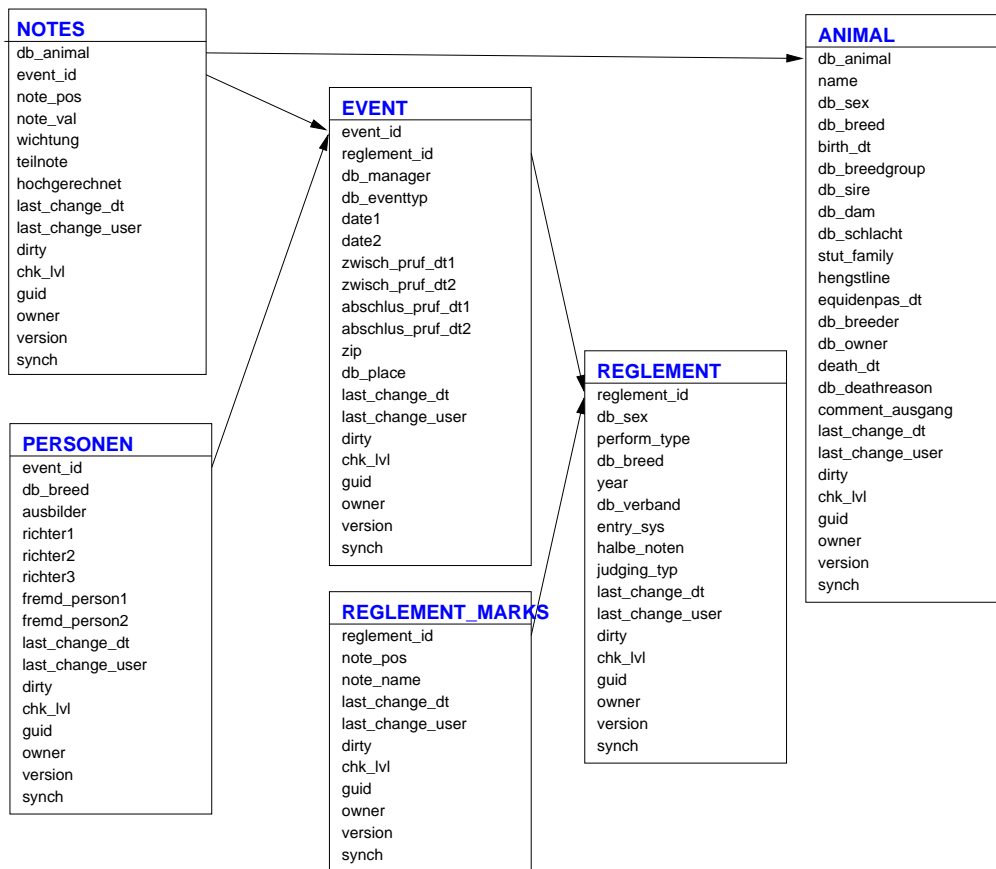 NOTES
db_animal
event_id
note_pos
note_val
wichtung
teilnote
hochgerechnet
last_change_dt
last_change_user
dirty
chk_lvl
guid
owner
version
synch
PERSONEN
event_id
db_breed
ausbilder
richter1
richter2
richter3
fremd_person1
fremd_person2
last_change_dt
last_change_user
dirty
chk_lvl
guid
owner
version
synch
EVENT
event_id
reglement_id
db_manager
db_eventtyp
date1
date2
zwisch_pruf_dt1
zwisch_pruf_dt2
abschlus_pruf_dt1
abschlus_pruf_dt2
zip
db_place
last_change_dt
last_change_user
dirty
chk_lvl
guid
owner
version
synch
REGLEMENT_MARKS
reglement_id
note_pos
note_name
last_change_dt
last_change_user
dirty
chk_lvl
guid
owner
version
synch
REGLEMENT
reglement_id
db_sex
perform_type
db_breed
year
db_verband
entry_sys
halbe_noten
judging_typ
last_change_dt
last_change_user
dirty
chk_lvl
guid
owner
version
synch
ANIMAL
db_animal
name
db_sex
db_breed
birth_dt
db_breedgroup
db_sire
db_dam
db_schlacht
stut_family
hengstline
equidenpas_dt
db_breeder
db_owner
death_dt
db_deathreason
comment_ausgang
last_change_dt
last_change_user
dirty
chk_lvl
guid
owner
version
synch